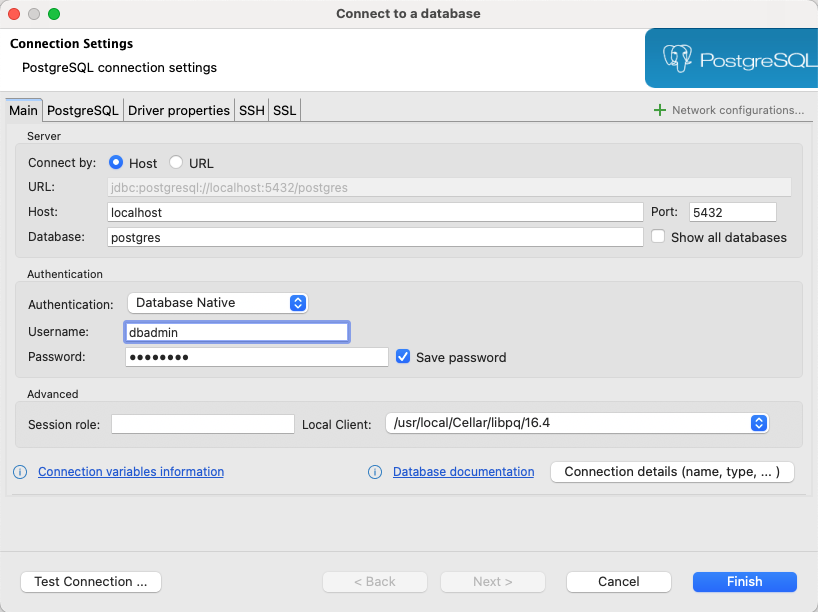 Connect to a database
Connection Settings
PostgreSQL connection settings
PostgreSQL
Main PostgreSQL Driver properties SSH SSL
Network configurations...
Server
Connect by: Host URL
URL: jdbc:postgresql://localhost:5432/postgres
Host: localhost Port: 5432
Database: postgres Show all databases
Authentication
Authentication: Database Native
Username: dbadmin
Password: ●●●●●●●● Save password
Advanced
Session role: Local Client: /usr/local/Cellar/libpq/16.4
Connection variables information Database documentation Connection details (name, type, ... )
Test Connection ... < Back Next > Cancel Finish